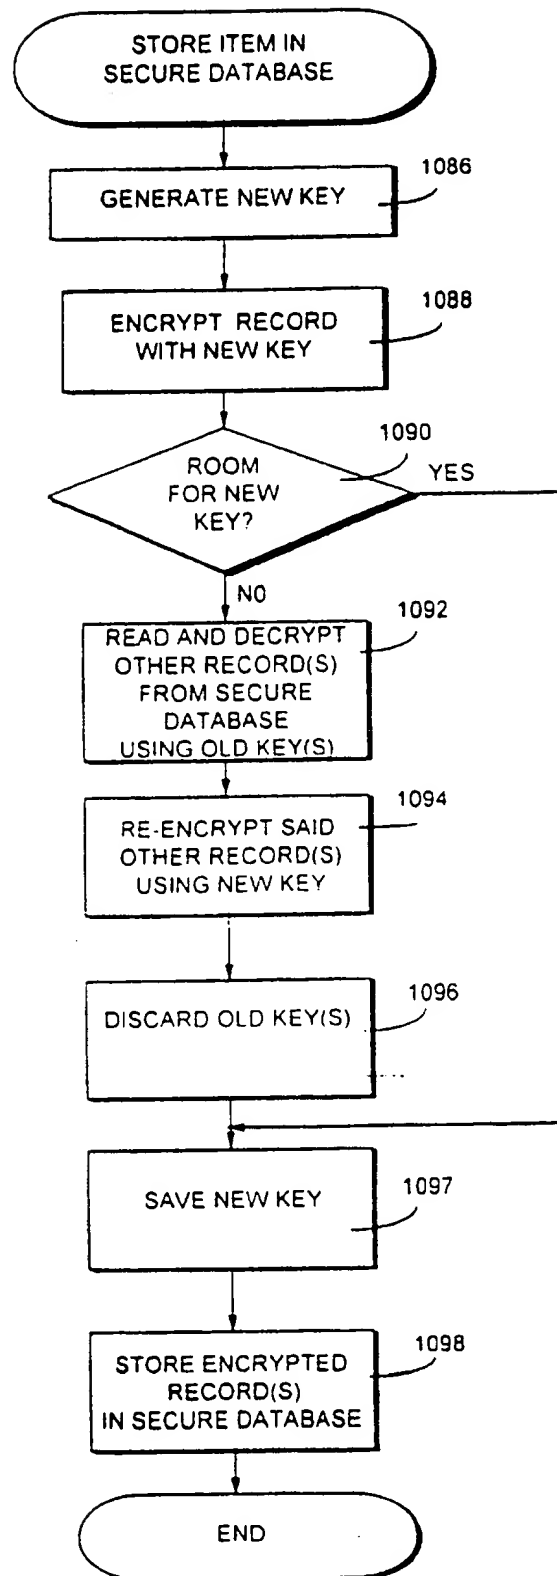 STORE ITEM IN
SECURE DATABASE
1086
GENERATE NEW KEY
1088
ENCRYPT RECORD
WITH NEW KEY
1090
ROOM
FOR NEW
KEY?
YES
NO
1092
READ AND DECRYPT
OTHER RECORD(S)
FROM SECURE
DATABASE
USING OLD KEY(S)
1094
RE-ENCRYPT SAID
OTHER RECORD(S)
USING NEW KEY
1096
DISCARD OLD KEY(S)
1097
SAVE NEW KEY
1098
STORE ENCRYPTED
RECORD(S)
IN SECURE DATABASE
END